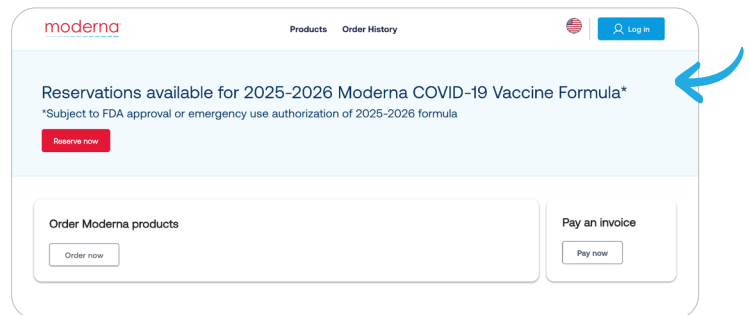 moderna
Products Order History
Log in
Reservations available for 2025-2026 Moderna COVID-19 Vaccine Formula*
*Subject to FDA approval or emergency use authorization of 2025-2026 formula
Reserve now
Order Moderna products
Order now
Pay an invoice
Pay now